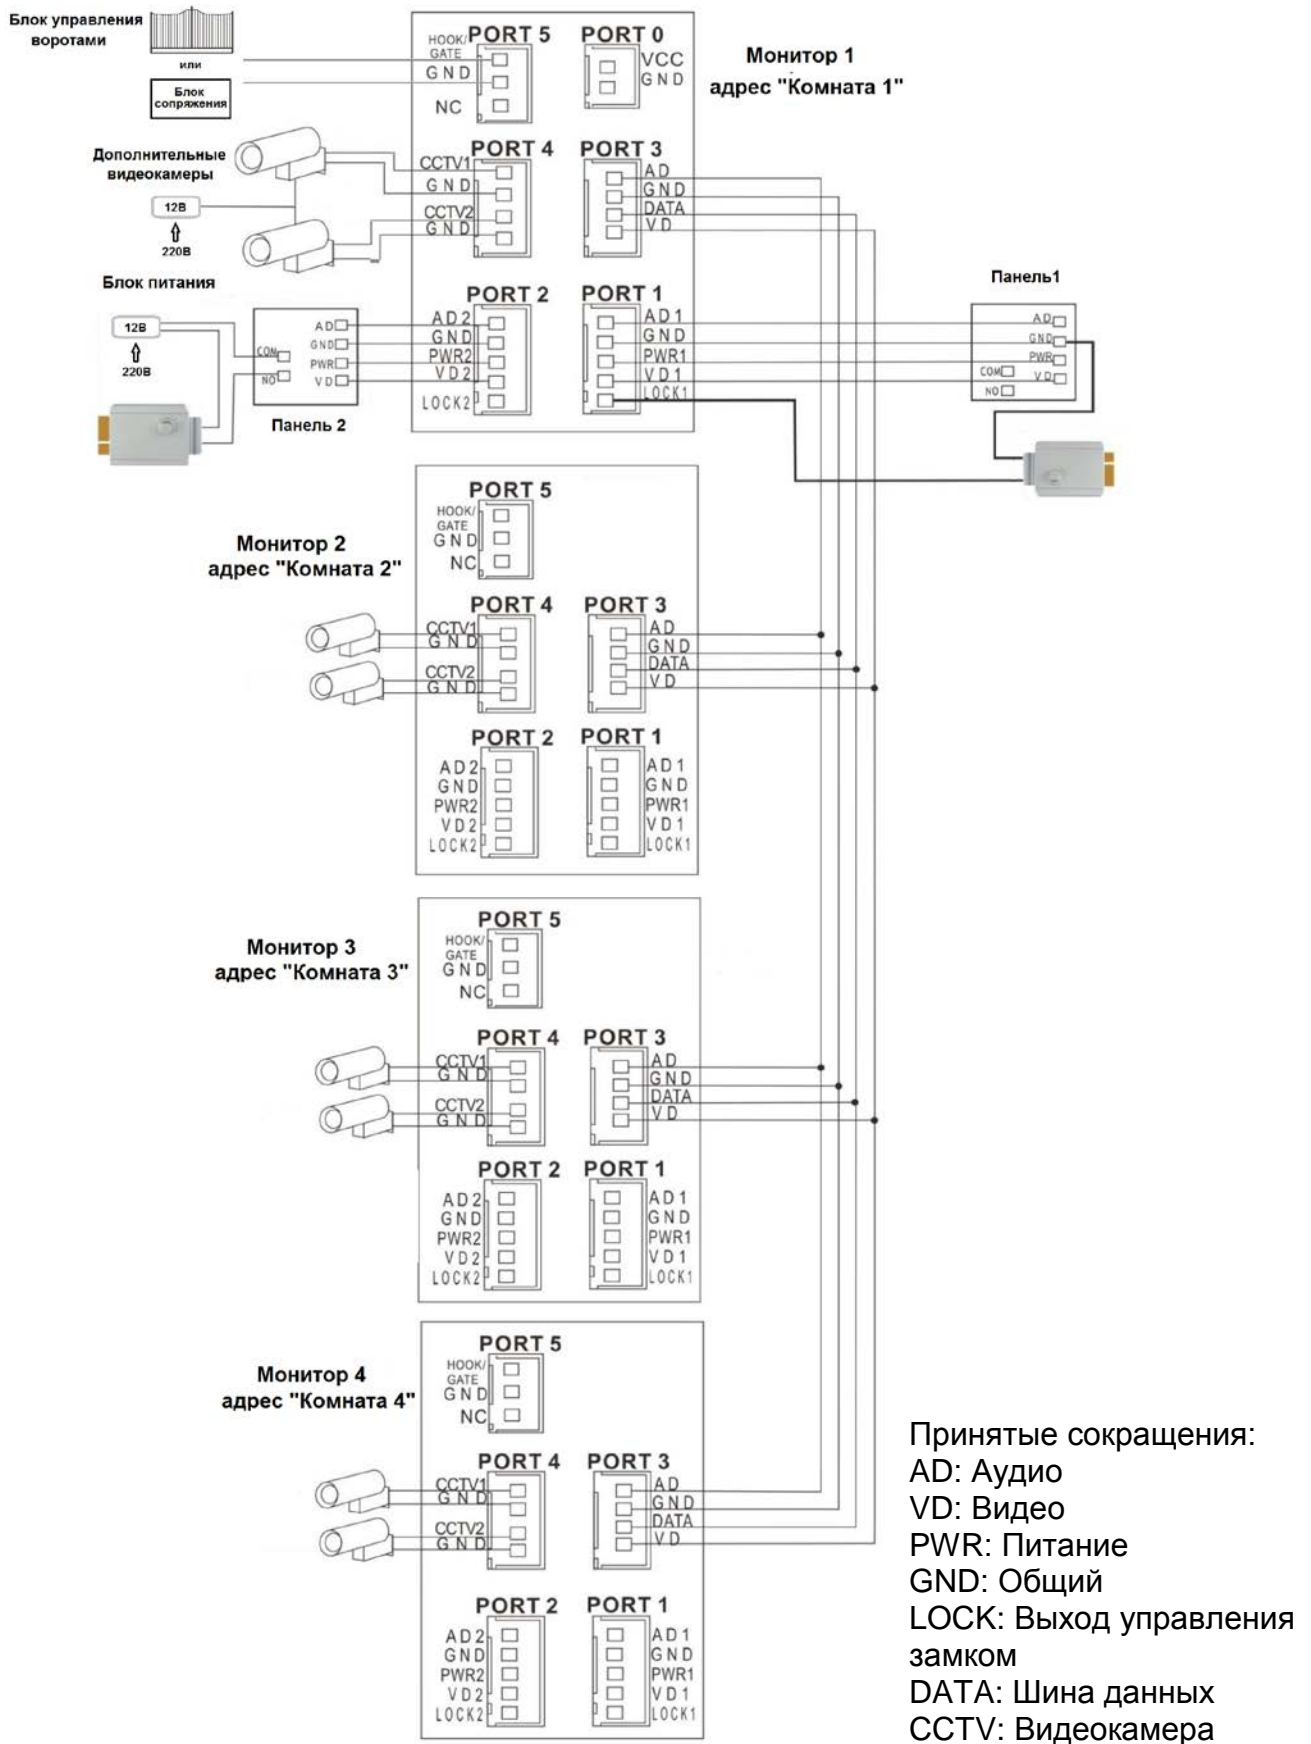 Блок управления
воротами
или
Блок
сопряжения
HOOK/
GATE
GND
NC
PORT 5
PORT 0
VCC
GND
Монитор 1
адрес "Комната 1"
Дополнительные
видеокамеры
12В
220В
PORT 4
CCTV1
GND
CCTV2
GND
PORT 3
AD
GND
DATA
VD
Блок питания
12В
220В
COM
NO
AD
GND
PWR
VD
Панель 2
PORT 2
AD2
GND
PWR2
VD2
LOCK2
PORT 1
AD1
GND
PWR1
VD1
LOCK1
Панель1
AD
GND
PWR
VD
COM
NO
Монитор 2
адрес "Комната 2"
PORT 5
HOOK/
GATE
GND
NC
PORT 4
CCTV1
GND
CCTV2
GND
PORT 3
AD
GND
DATA
VD
PORT 2
AD2
GND
PWR2
VD2
LOCK2
PORT 1
AD1
GND
PWR1
VD1
LOCK1
Монитор 3
адрес "Комната 3"
PORT 5
HOOK/
GATE
GND
NC
PORT 4
CCTV1
GND
CCTV2
GND
PORT 3
AD
GND
DATA
VD
PORT 2
AD2
GND
PWR2
VD2
LOCK2
PORT 1
AD1
GND
PWR1
VD1
LOCK1
Монитор 4
адрес "Комната 4"
PORT 5
HOOK/
GATE
GND
NC
PORT 4
CCTV1
GND
CCTV2
GND
PORT 3
AD
GND
DATA
VD
PORT 2
AD2
GND
PWR2
VD2
LOCK2
PORT 1
AD1
GND
PWR1
VD1
LOCK1
Принятые сокращения:
AD: Аудио
VD: Видео
PWR: Питание
GND: Общий
LOCK: Выход управления
замком
DATA: Шина данных
CCTV: Видеокамера